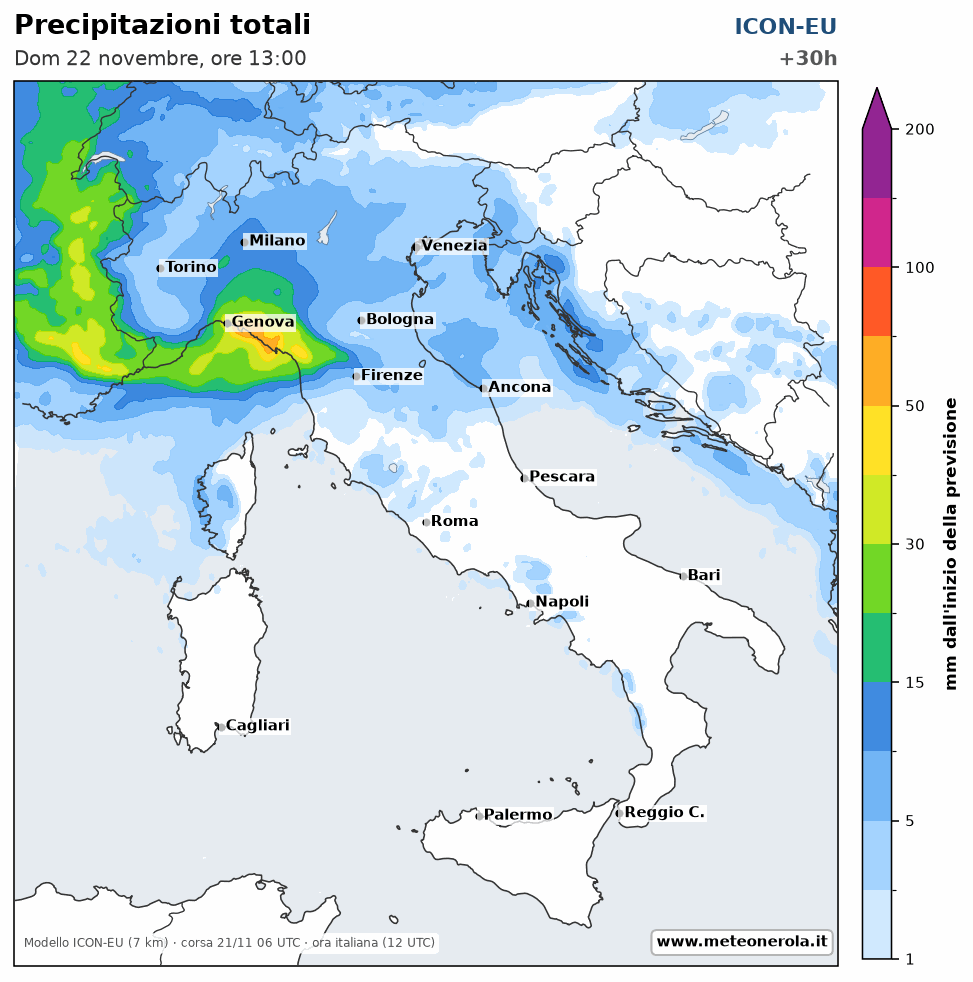 Precipitazioni totali
ICON-EU
Dom 22 novembre, ore 13:00
+30h
200
100
50
30
15
5
1
mm dall'inizio della previsione
Milano
Venezia
Torino
Genova
Bologna
Firenze
Ancona
Pescara
Roma
Bari
Napoli
Cagliari
Palermo
Reggio C.
Modello ICON-EU (7 km) · corsa 21/11 06 UTC · ora italiana (12 UTC)
www.meteonerola.it